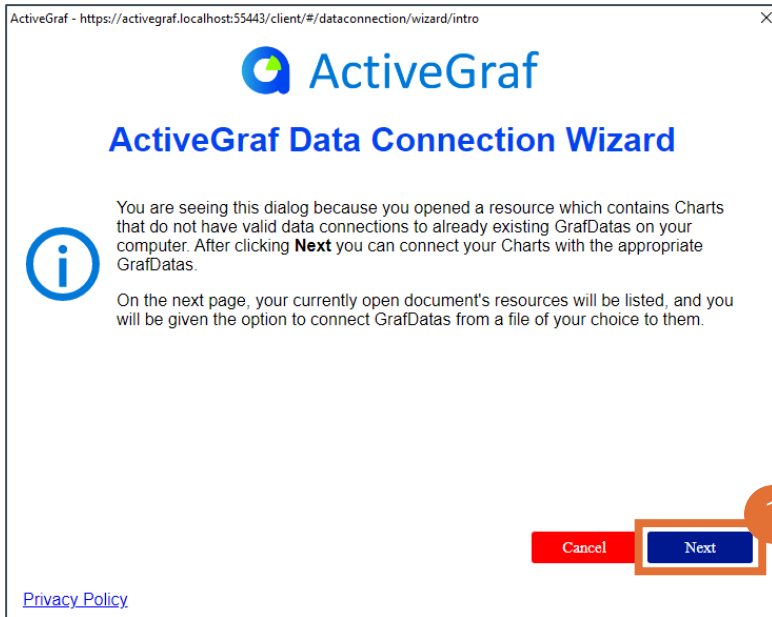 ActiveGraf - https://activegraf.localhost:55443/client/#/dataconnection/wizard/intro
ActiveGraf
ActiveGraf Data Connection Wizard
You are seeing this dialog because you opened a resource which contains Charts
that do not have valid data connections to already existing GrafDatas on your
computer. After clicking Next you can connect your Charts with the appropriate
GrafDatas.
On the next page, your currently open document's resources will be listed, and you
will be given the option to connect GrafDatas from a file of your choice to them.
Cancel
Next
Privacy Policy